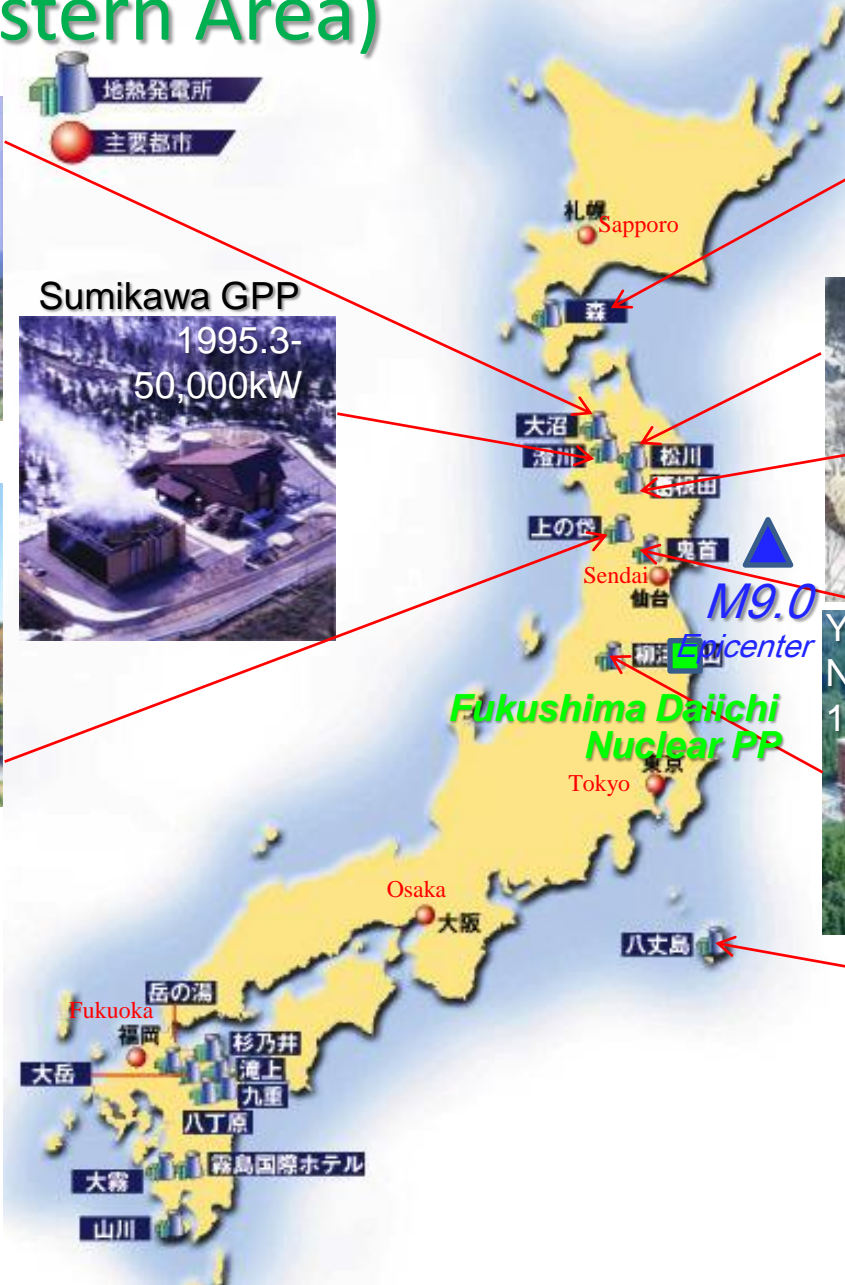 stern Area)
地熱発電所
主要都市
札幌
Sapporo
森
Sumikawa GPP
1995.3-
50,000kW
大沼
澄川
松川
葛根田
上の岱
鬼首
Sendai
仙台
M9.0
Epicenter
Y
N
1
Fukushima Daiichi
Nuclear PP
東京
Tokyo
Osaka
大阪
八丈島
岳の湯
Fukuoka
福岡
杉乃井
大岳
滝上
九重
八丁原
霧島国際ホテル
大霧
山川